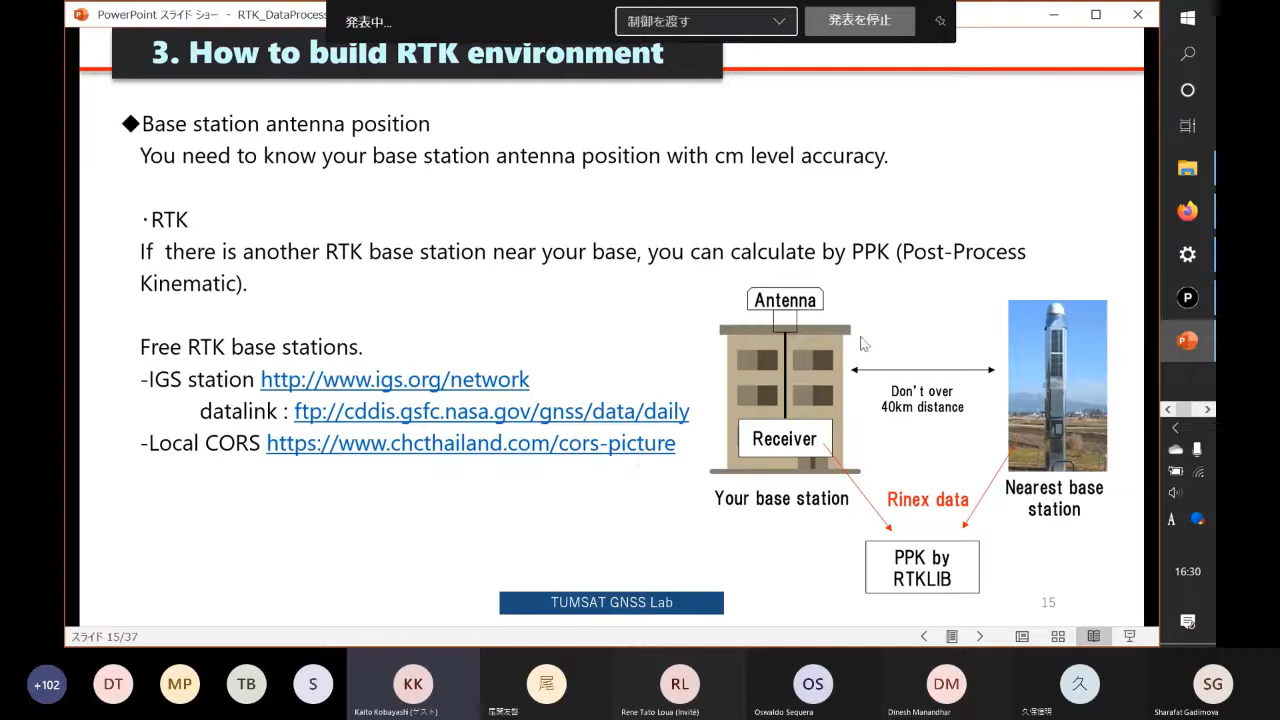 PowerPoint スライド ショー - RTK_DataProcess
発表中...
制御を渡す
発表を停止
3. How to build RTK environment
◆Base station antenna position
You need to know your base station antenna position with cm level accuracy.
・RTK
If there is another RTK base station near your base, you can calculate by PPK (Post-Process
Kinematic).
Free RTK base stations.
-IGS station http://www.igs.org/network
datalink : ftp://cddis.gsfc.nasa.gov/gnss/data/daily
-Local CORS https://www.chcthailand.com/cors-picture
Antenna
Receiver
Your base station
Don't over
40km distance
Nearest base
station
Rinex data
PPK by
RTKLIB
TUMSAT GNSS Lab
15
スライド 15/37
A
16:30
P
+102
DT
MP
TB
S
KK
Kaito Kobayashi (ゲスト)
尾
RL
Rene Tato Loua (Invité)
OS
Oswaldo Sequera
DM
Dinesh Manandhar
久
久保信明
SG
Sharafat Gadimova